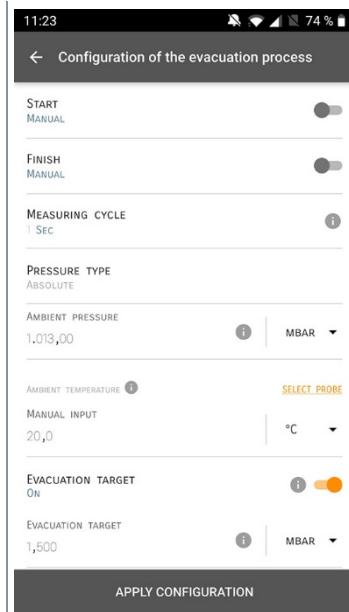 11:23
74 %
Configuration of the evacuation process
START
MANUAL
FINISH
MANUAL
MEASURING CYCLE
1 SEC
PRESSURE TYPE
ABSOLUTE
AMBIENT PRESSURE
1.013,00
MBAR
AMBIENT TEMPERATURE
SELECT PROBE
MANUAL INPUT
20,0
°C
EVACUATION TARGET
ON
EVACUATION TARGET
1,500
MBAR
APPLY CONFIGURATION